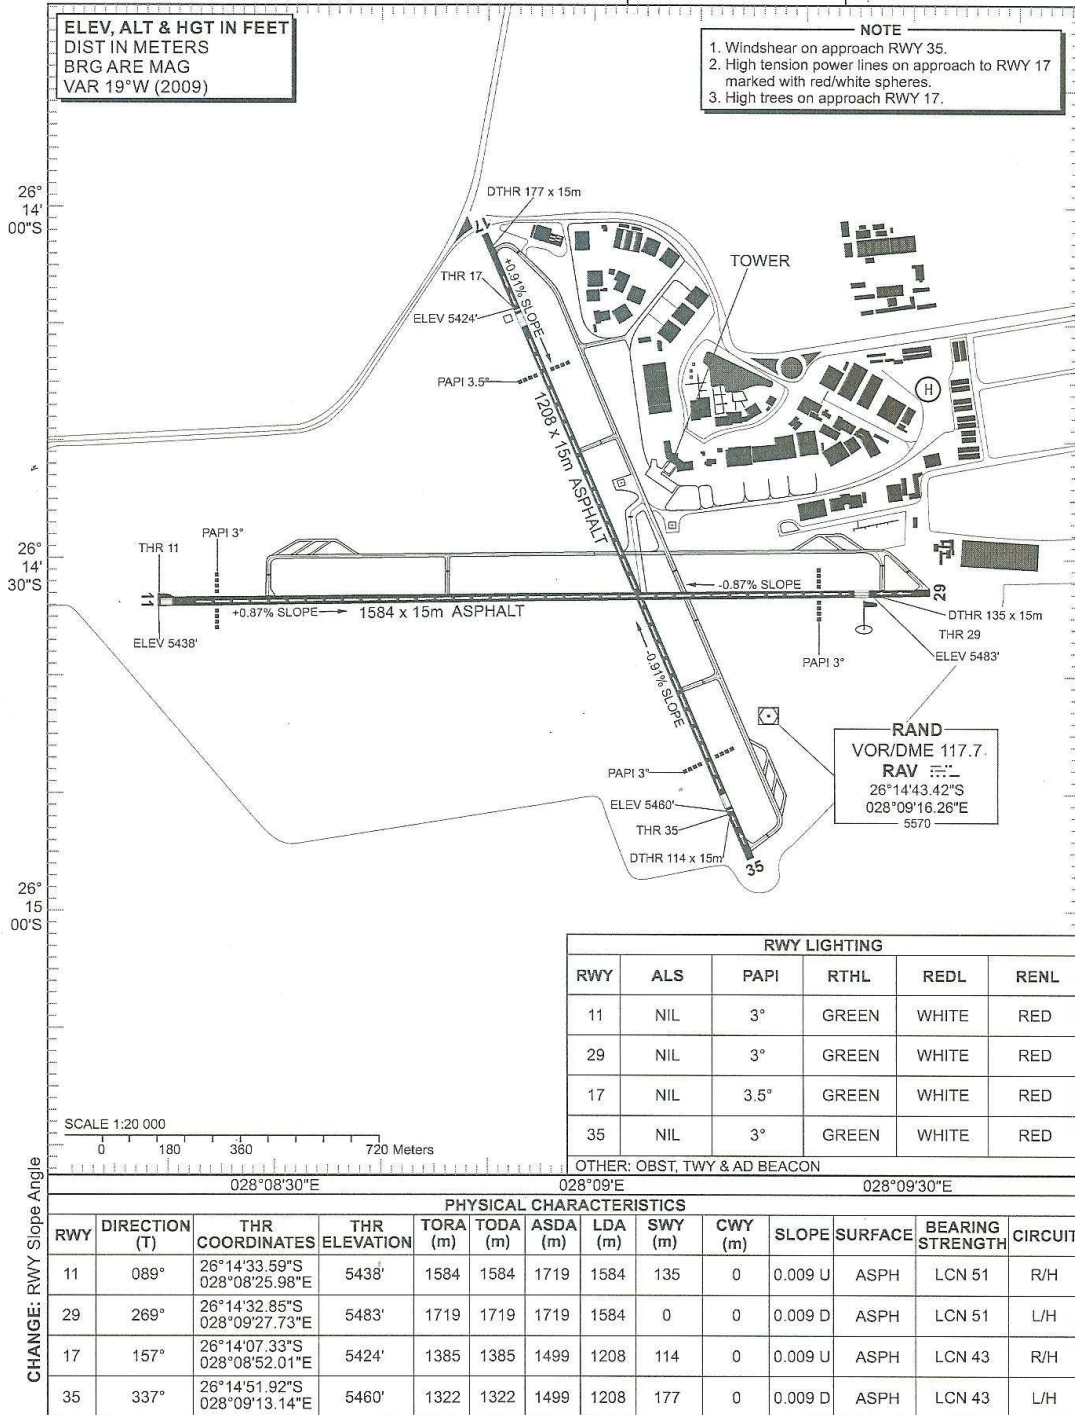 ELEV, ALT & HGT IN FEET
DIST IN METERS
BRG ARE MAG
VAR 19°W (2009)
NOTE
1. Windshear on approach RWY 35.
2. High tension power lines on approach to RWY 17
marked with red/white spheres.
3. High trees on approach RWY 17.
26°
14'
00"S
DTHR 177 x 15m
17
TOWER
THR 17
+0.91% SLOPE
ELEV 5424'
PAPI 3.5°
H
1208 x 15m ASPHALT
26°
14'
30"S
PAPI 3°
THR 11
-0.87% SLOPE
11
+0.87% SLOPE
1584 x 15m ASPHALT
29
DTHR 135 x 15m
THR 29
ELEV 5438'
ELEV 5483'
PAPI 3°
-0.91% SLOPE
RAND
VOR/DME 117.7
RAV
26°14'43.42"S
028°09'16.26"E
5570
PAPI 3°
ELEV 5460'
THR 35
DTHR 114 x 15m
35
26°
15
00'S
RWY LIGHTING
RWY ALS PAPI RTHL REDL RENL
11 NIL 3° GREEN WHITE RED
29 NIL 3° GREEN WHITE RED
17 NIL 3.5° GREEN WHITE RED
35 NIL 3° GREEN WHITE RED
OTHER: OBST, TWY & AD BEACON
SCALE 1:20 000
0 180 360 720 Meters
028°08'30"E 028°09'E 028°09'30"E
CHANGE: RWY Slope Angle
PHYSICAL CHARACTERISTICS
RWY DIRECTION (T) THR COORDINATES THR ELEVATION TORA (m) TODA (m) ASDA (m) LDA (m) SWY (m) CWY (m) SLOPE SURFACE BEARING STRENGTH CIRCUIT
11 089° 26°14'33.59"S 028°08'25.98"E 5438' 1584 1584 1719 1584 135 0 0.009 U ASPH LCN 51 R/H
29 269° 26°14'32.85"S 028°09'27.73"E 5483' 1719 1719 1719 1584 0 0 0.009 D ASPH LCN 51 L/H
17 157° 26°14'07.33"S 028°08'52.01"E 5424' 1385 1385 1499 1208 114 0 0.009 U ASPH LCN 43 R/H
35 337° 26°14'51.92"S 028°09'13.14"E 5460' 1322 1322 1499 1208 177 0 0.009 D ASPH LCN 43 L/H